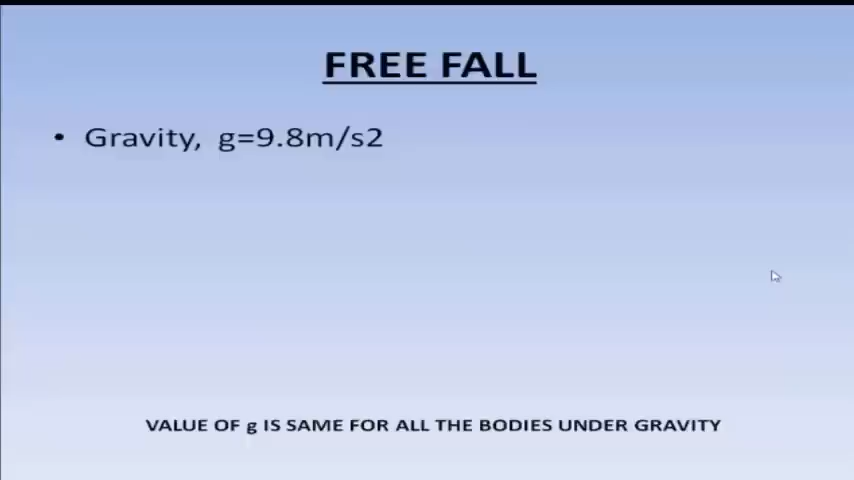 FREE FALL
• Gravity, g=9.8m/s2
VALUE OF g IS SAME FOR ALL THE BODIES UNDER GRAVITY